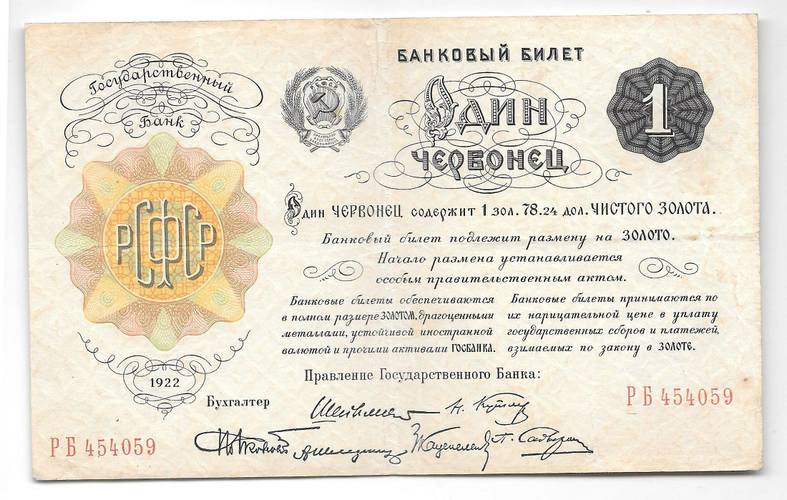 Государственный
Банк
БАНКОВЫЙ БИЛЕТ
ОДИН
ЧЕРВОНЕЦ
1
РСФСР
Один ЧЕРВОНЕЦ содержит 1 зол. 78.24 дол. ЧИСТОГО ЗОЛОТА.
Банковый билет подлежит размену на ЗОЛОТО.
Начало размена устанавливается
особым правительственным актом.
Банковые билеты обеспечиваются
в полном размере ЗОЛОТОМ, драгоценными
металлами, устойчивой иностранной
валютой и прочими активами ГОСБАНКА.
Банковые билеты принимаются по
их нарицательной цене в уплату
государственных сборов и платежей,
взимаемых по закону в ЗОЛОТЕ.
1922
Правление Государственного Банка:
Бухгалтер
РБ 454059
РБ 454059